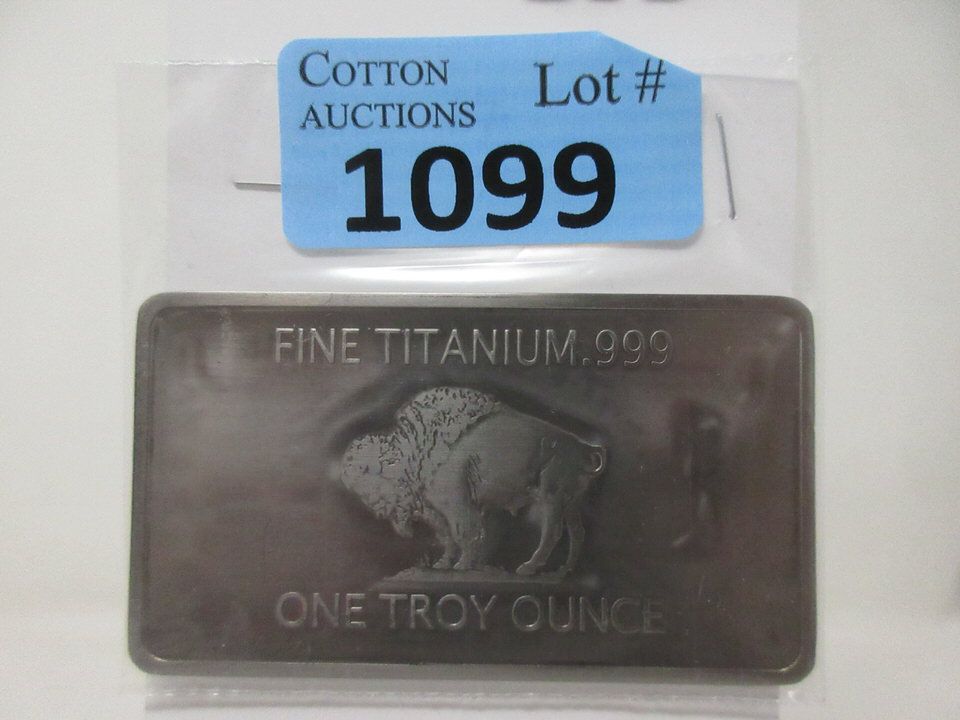 COTTON
AUCTIONS
Lot #
1099
FINE TITANIUM.999
ONE TROY OUNCE